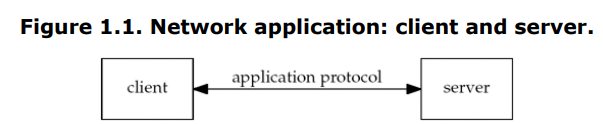 Figure 1.1. Network application: client and server.
client
application protocol
server